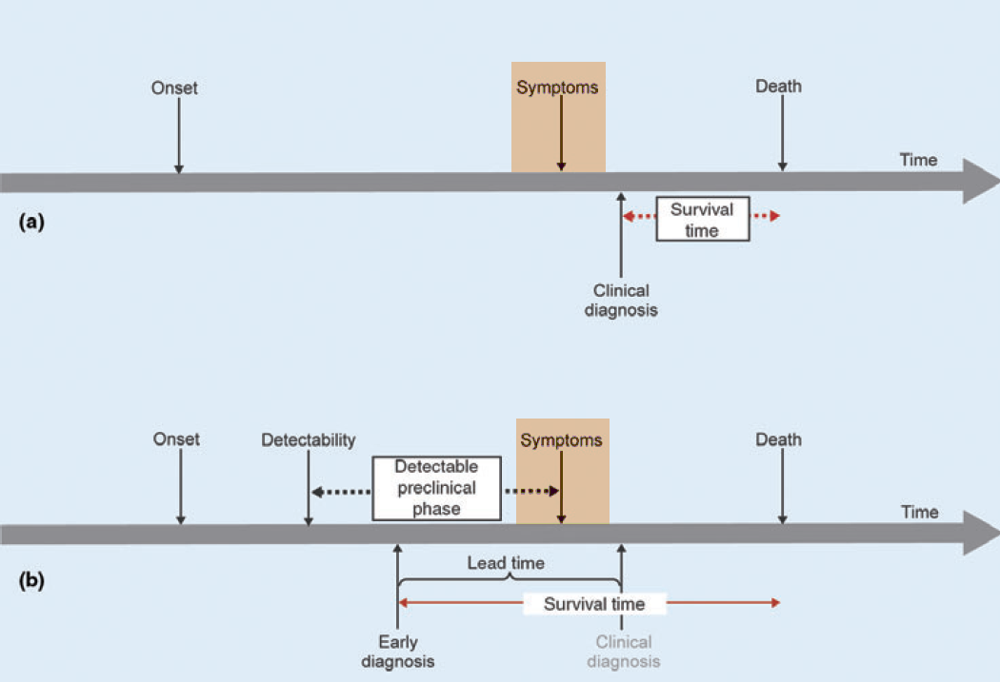 Onset
Symptoms
Death
Time
(a)
Survival
time
Clinical
diagnosis
Onset
Detectability
Symptoms
Death
Detectable
preclinical
phase
Time
(b)
Lead time
Survival time
Early
diagnosis
Clinical
diagnosis